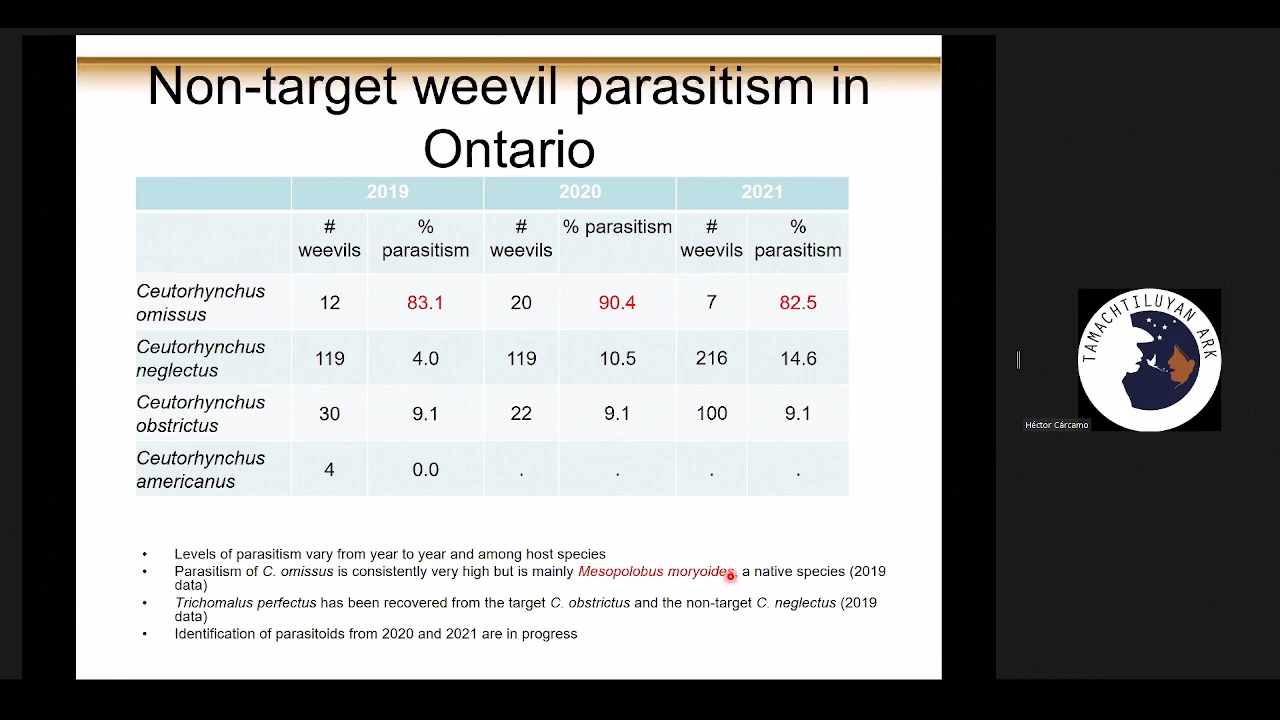 Non-target weevil parasitism in
Ontario
2019 2020 2021
# weevils % parasitism # weevils % parasitism # weevils % parasitism
Ceutorhynchus omissus 12 83.1 20 90.4 7 82.5
Ceutorhynchus neglectus 119 4.0 119 10.5 216 14.6
Ceutorhynchus obstrictus 30 9.1 22 9.1 100 9.1
Ceutorhynchus americanus 4 0.0 . . . .
• Levels of parasitism vary from year to year and among host species
• Parasitism of C. omissus is consistently very high but is mainly Mesopolobus moryoides, a native species (2019
data)
• Trichomalus perfectus has been recovered from the target C. obstrictus and the non-target C. neglectus (2019
data)
• Identification of parasitoids from 2020 and 2021 are in progress
TAMACHTILUYAN ARK
Héctor Cárcamo